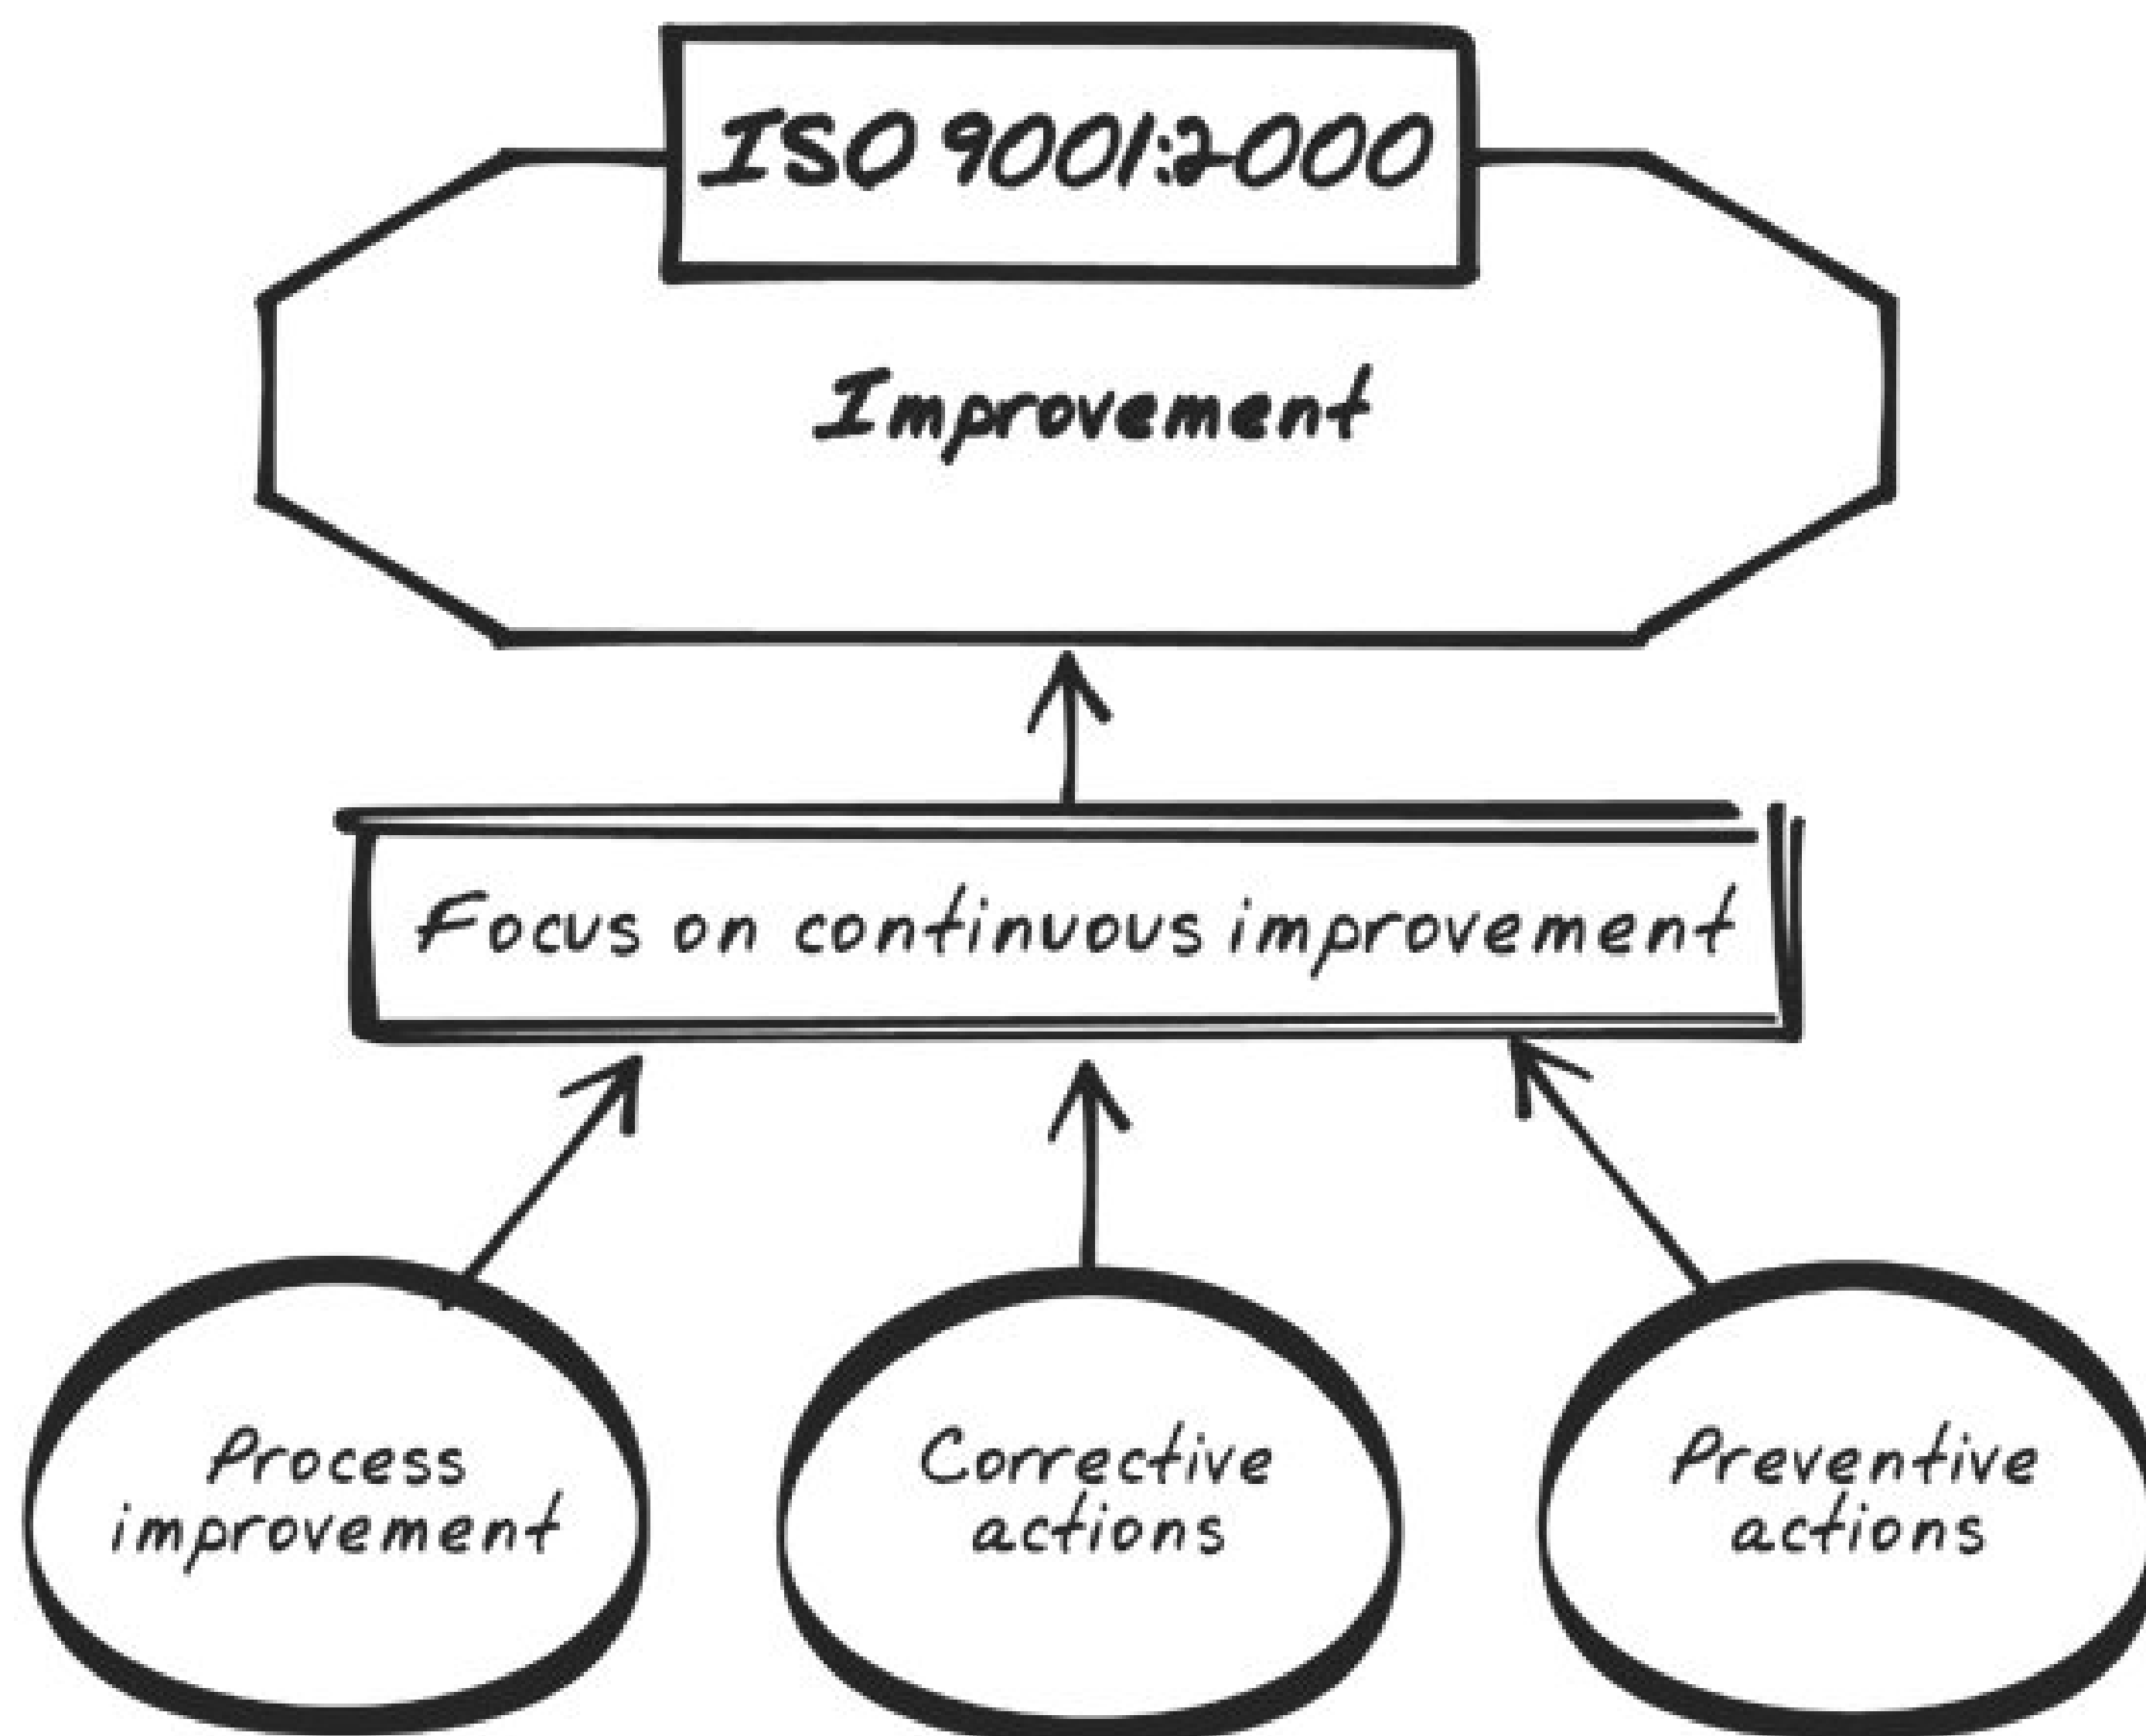 ISO 9001:2000
Improvement
Focus on continuous improvement
Process
improvement
Corrective
actions
Preventive
actions